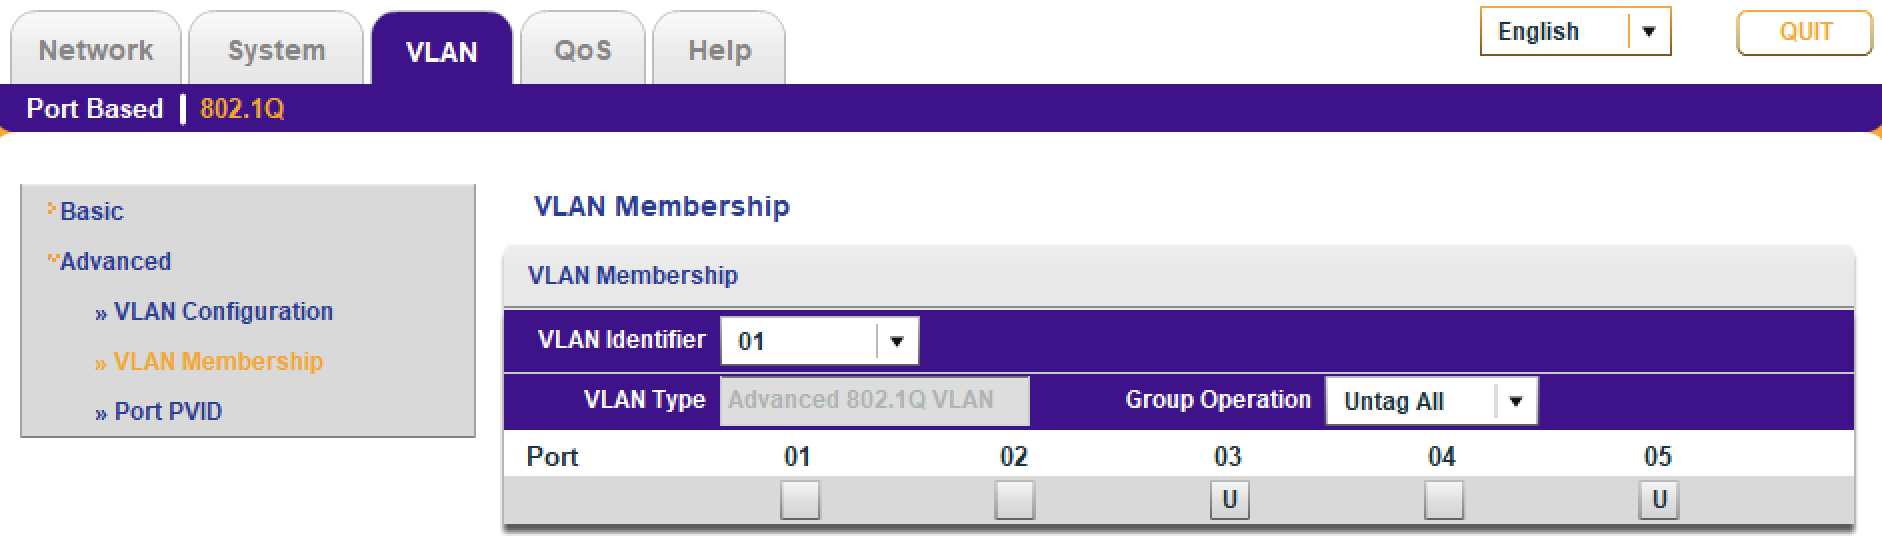 Network System VLAN QoS Help English QUIT
Port Based 802.1Q
Basic
Advanced
» VLAN Configuration
» VLAN Membership
» Port PVID
VLAN Membership
VLAN Membership
VLAN Identifier 01
VLAN Type Advanced 802.1Q VLAN Group Operation Untag All
Port 01 02 03 04 05
U U